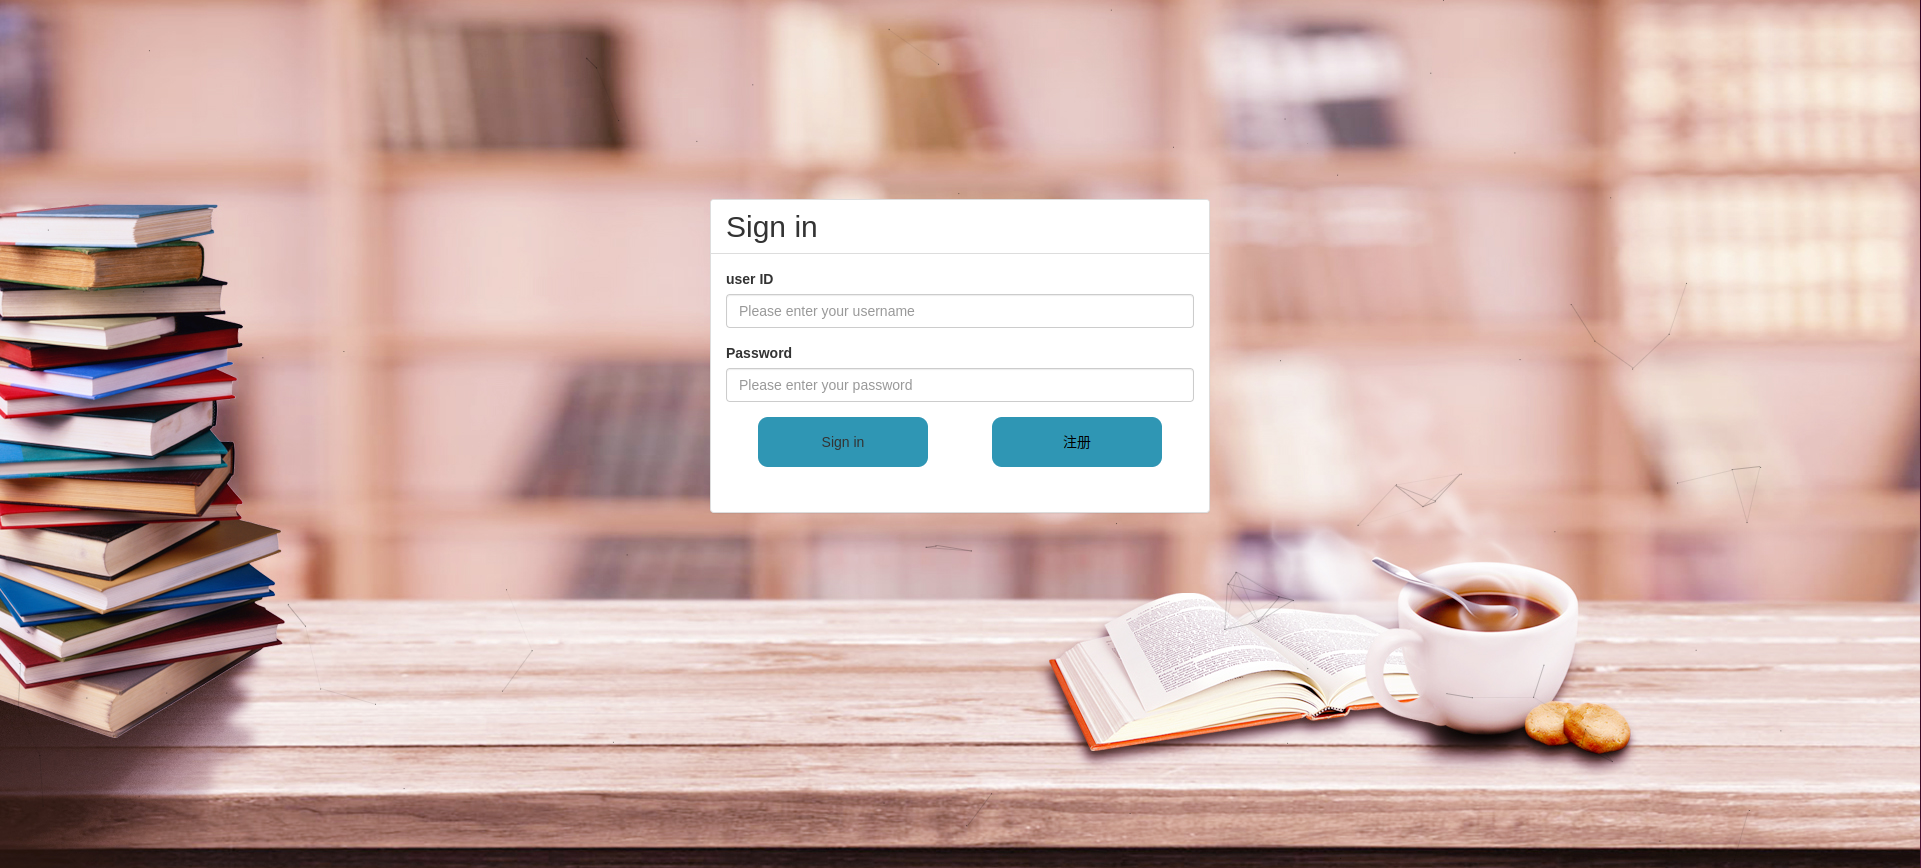 Sign in
user ID
Please enter your username
Password
Please enter your password
Sign in
注册